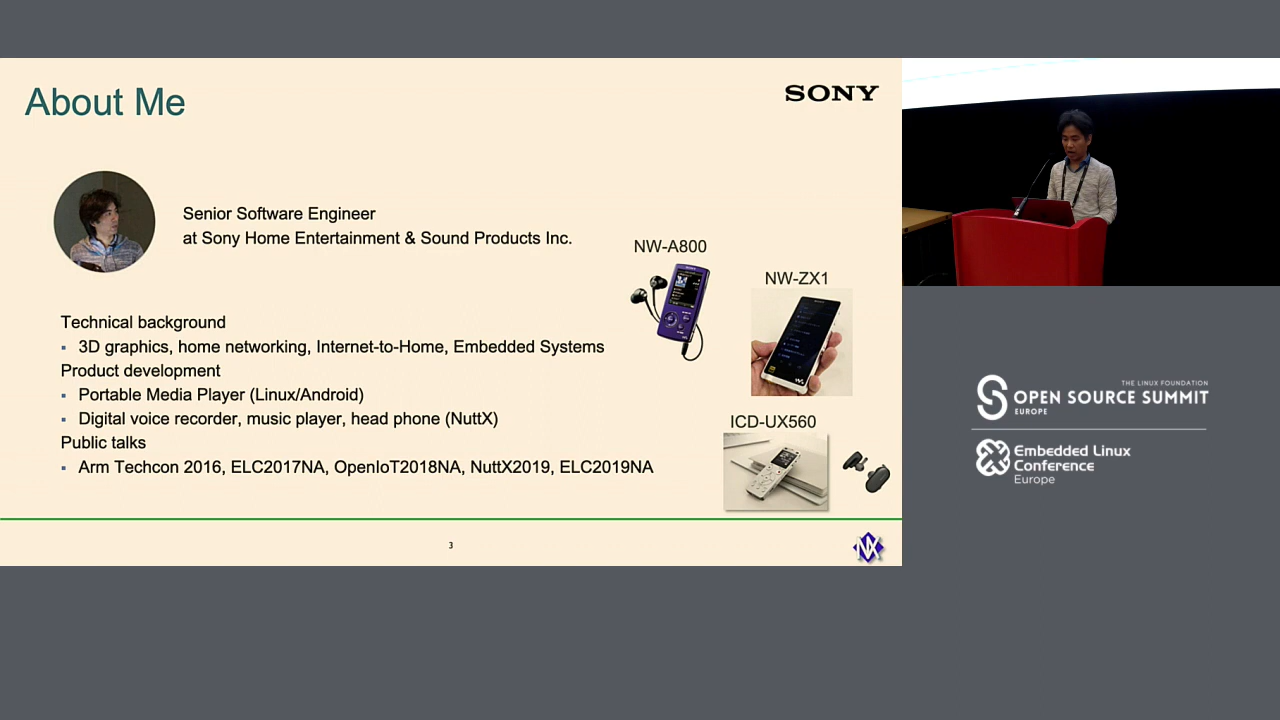 About Me
SONY
Senior Software Engineer
at Sony Home Entertainment & Sound Products Inc.
NW-A800
NW-ZX1
Technical background
▪ 3D graphics, home networking, Internet-to-Home, Embedded Systems
Product development
▪ Portable Media Player (Linux/Android)
▪ Digital voice recorder, music player, head phone (NuttX)
ICD-UX560
Public talks
▪ Arm Techcon 2016, ELC2017NA, OpenIoT2018NA, NuttX2019, ELC2019NA
3
NX
THE LINUX FOUNDATION
OPEN SOURCE SUMMIT
EUROPE
Embedded Linux
Conference
Europe